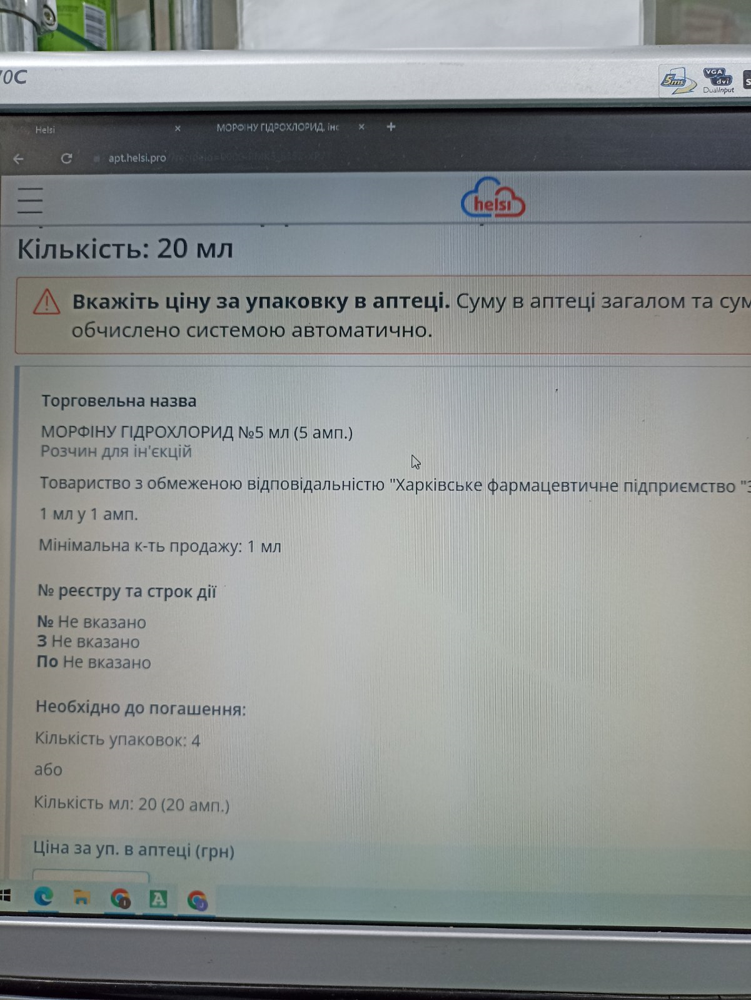 70C
5ms
VGA
dvi
DualInput
Helsi
МОРФІНУ ГІДРОХЛОРИД, інс
apt.helsi.pro
helsi
Кількість: 20 мл
Вкажіть ціну за упаковку в аптеці. Суму в аптеці загалом та сум
обчислено системою автоматично.
Торговельна назва
МОРФІНУ ГІДРОХЛОРИД №5 мл (5 амп.)
Розчин для ін'єкцій
Товариство з обмеженою відповідальністю "Харківське фармацевтичне підприємство "З
1 мл у 1 амп.
Мінімальна к-ть продажу: 1 мл
№ реєстру та строк дії
№ Не вказано
З Не вказано
По Не вказано
Необхідно до погашення:
Кількість упаковок: 4
або
Кількість мл: 20 (20 амп.)
Ціна за уп. в аптеці (грн)